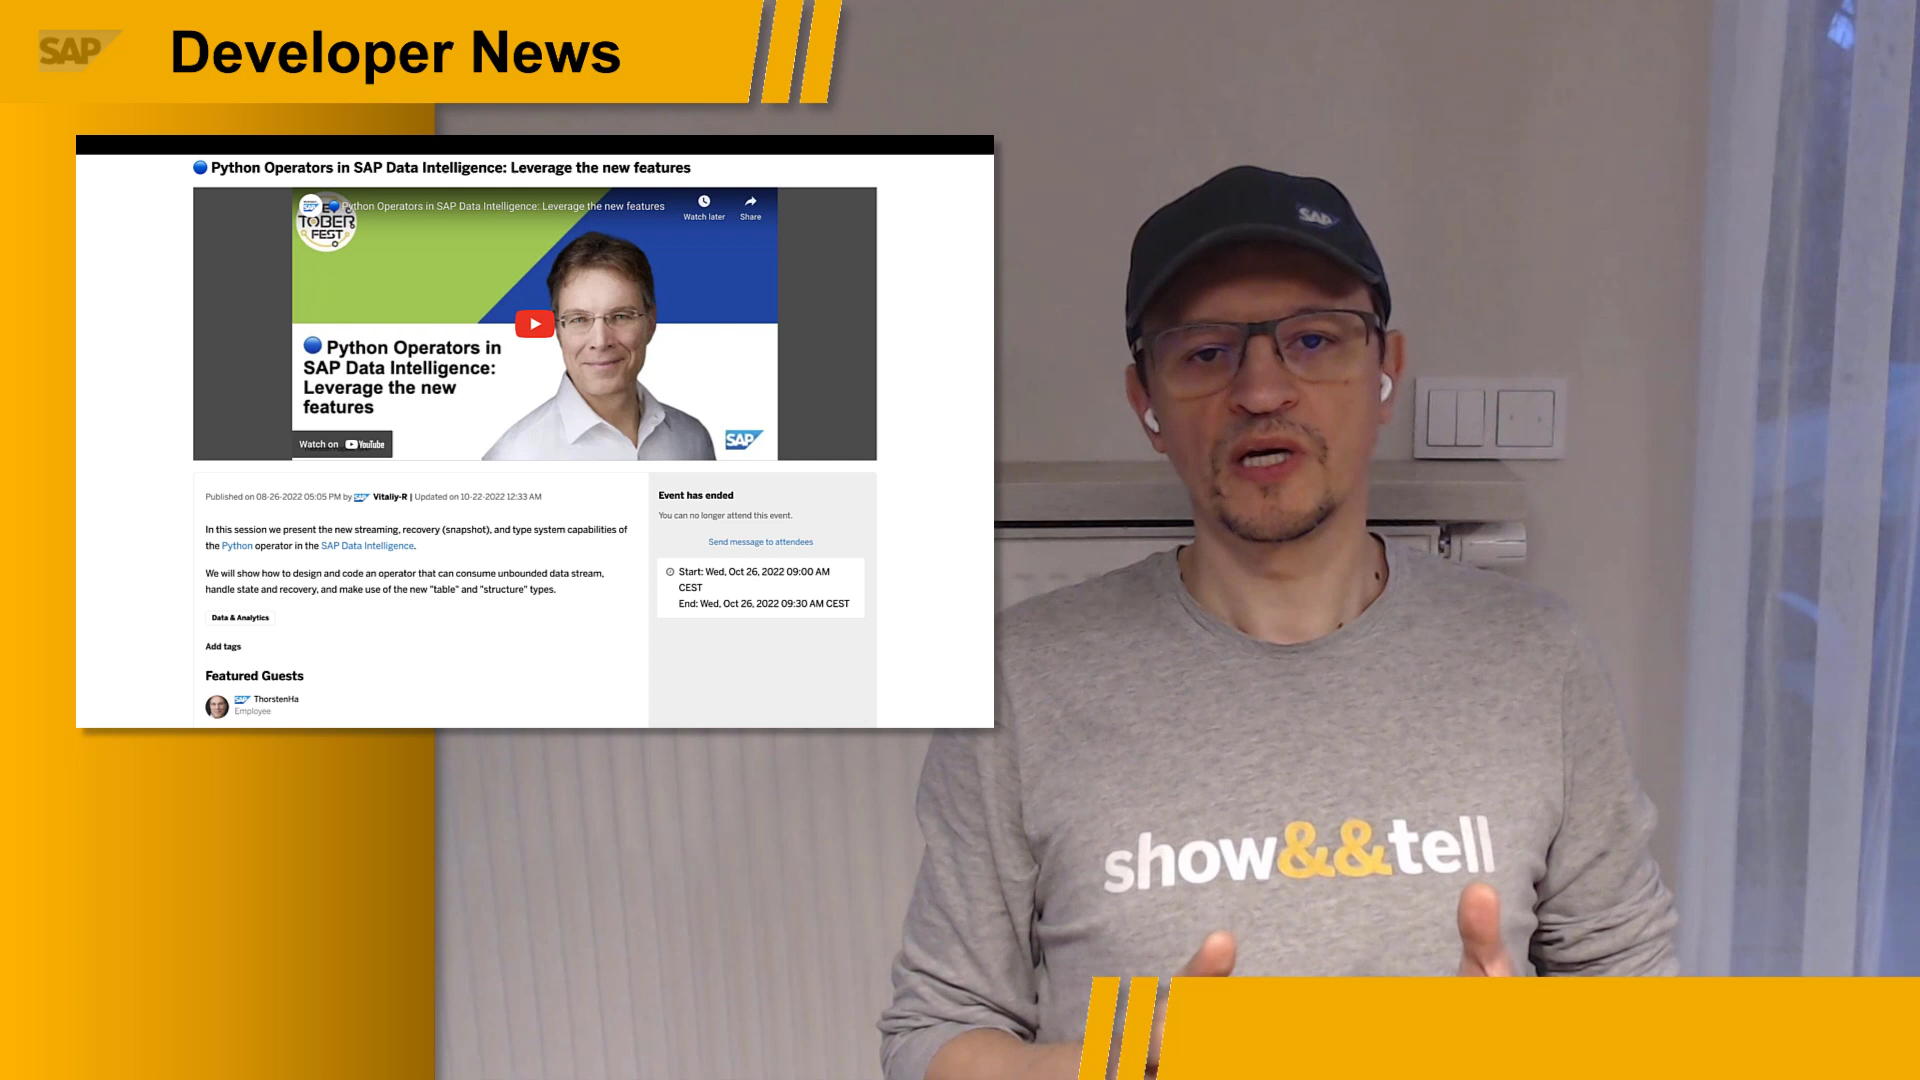 SAP
Developer News
Python Operators in SAP Data Intelligence: Leverage the new features
Python Operators in SAP Data Intelligence: Leverage the new features
Watch later
Share
SAP
TOBER
FEST
Python Operators in
SAP Data Intelligence:
Leverage the new
features
Watch on YouTube
SAP
Published on 08-26-2022 05:05 PM by SAP Vitaliy-R | Updated on 10-22-2022 12:33 AM
In this session we present the new streaming, recovery (snapshot), and type system capabilities of
the Python operator in the SAP Data Intelligence.
We will show how to design and code an operator that can consume unbounded data stream,
handle state and recovery, and make use of the new "table" and "structure" types.
Data & Analytics
Add tags
Featured Guests
SAP ThorstenHa
Employee
Event has ended
You can no longer attend this event.
Send message to attendees
Start: Wed, Oct 26, 2022 09:00 AM
CEST
End: Wed, Oct 26, 2022 09:30 AM CEST
SAP
show&&tell